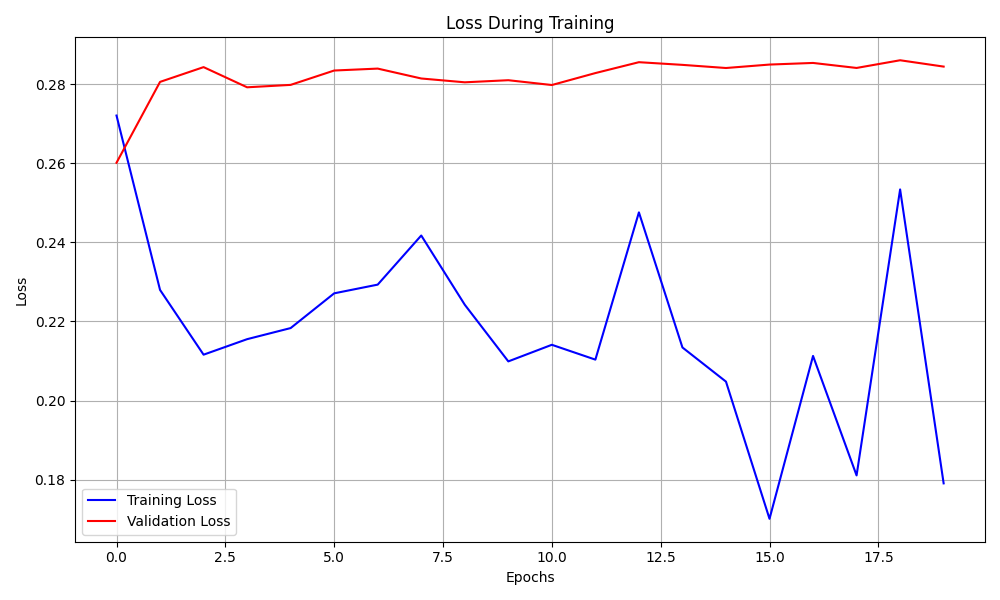 Loss During Training
0.28
0.26
0.24
0.22
0.20
0.18
Loss
Training Loss
Validation Loss
0.0 2.5 5.0 7.5 10.0 12.5 15.0 17.5
Epochs